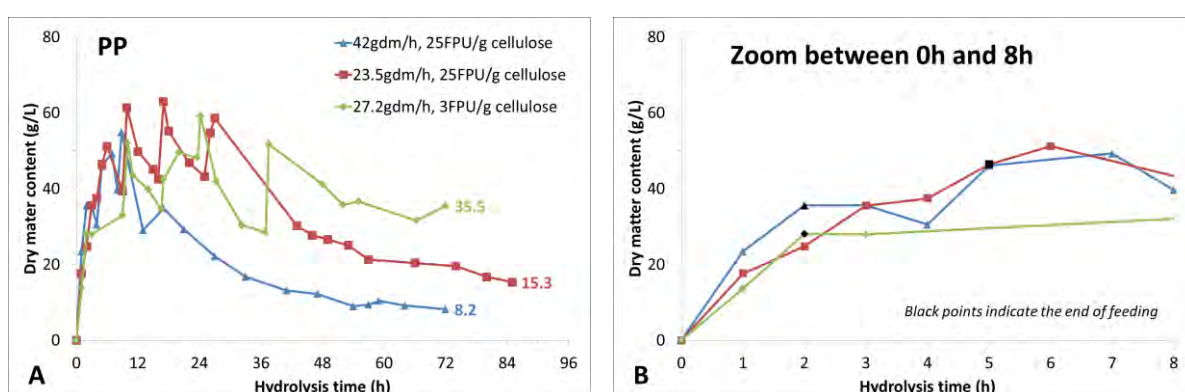 PP
42gdm/h, 25FPU/g cellulose
23.5gdm/h, 25FPU/g cellulose
27.2gdm/h, 3FPU/g cellulose
Dry matter content (g/L)
80
60
40
20
0
35.5
15.3
8.2
0 12 24 36 48 60 72 84 96
Hydrolysis time (h)
A
Zoom between 0h and 8h
Dry matter content (g/L)
80
60
40
20
0
Black points indicate the end of feeding
0 1 2 3 4 5 6 7 8
Hydrolysis time (h)
B